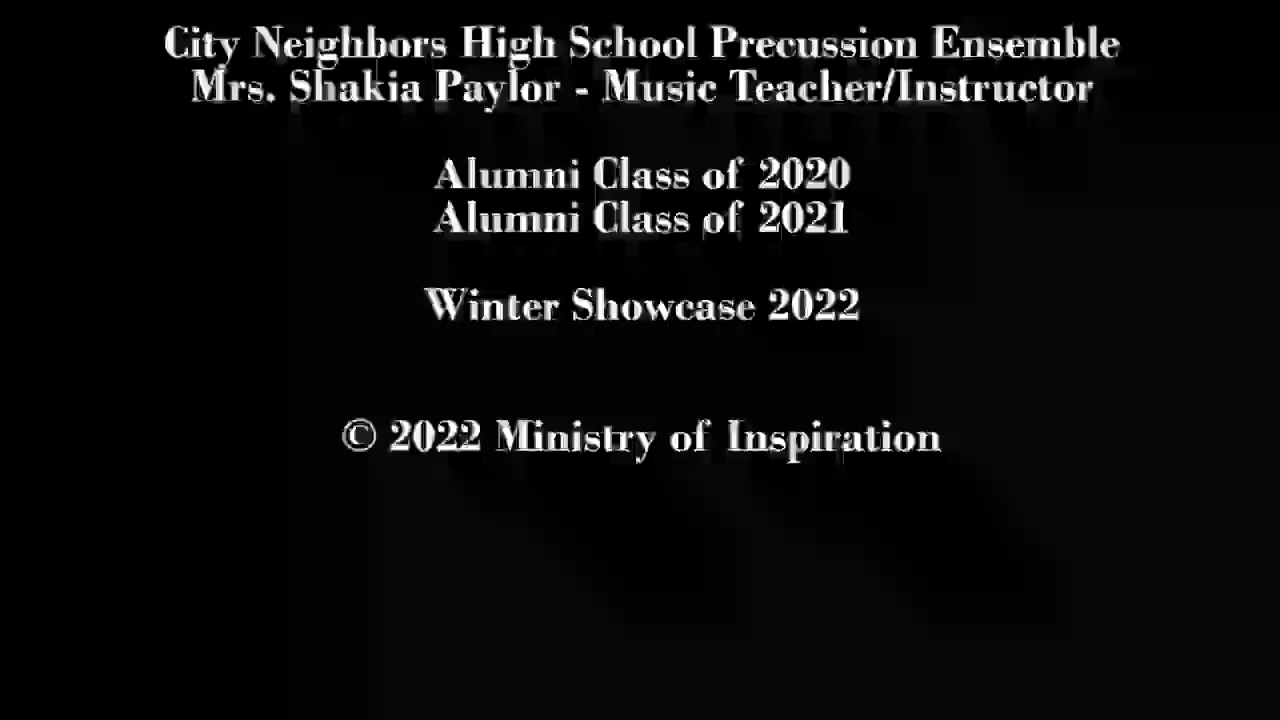 City Neighbors High School Precussion Ensemble
Mrs. Shakia Paylor - Music Teacher/Instructor
Alumni Class of 2020
Alumni Class of 2021
Winter Showcase 2022
© 2022 Ministry of Inspiration